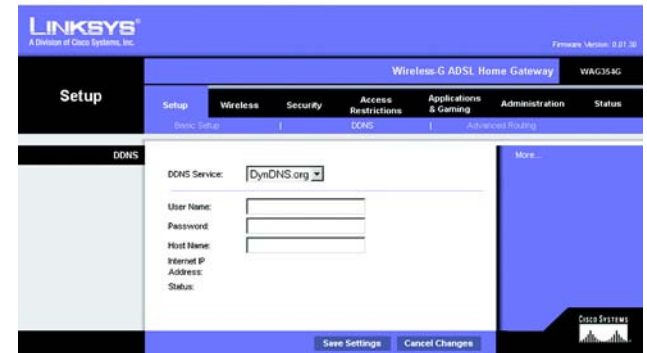 LINKSYS®
A Division of Cisco Systems, Inc.
Firmware Version: 0.01.30
Wireless-G ADSL Home Gateway WAG354G
Setup
Setup Wireless Security Access Restrictions Applications & Gaming Administration Status
Basic Setup | DDNS | Advanced Routing
DDNS
More...
DDNS Service: DynDNS.org
User Name:
Password:
Host Name:
Internet IP
Address:
Status:
Save Settings Cancel Changes
CISCO SYSTEMS